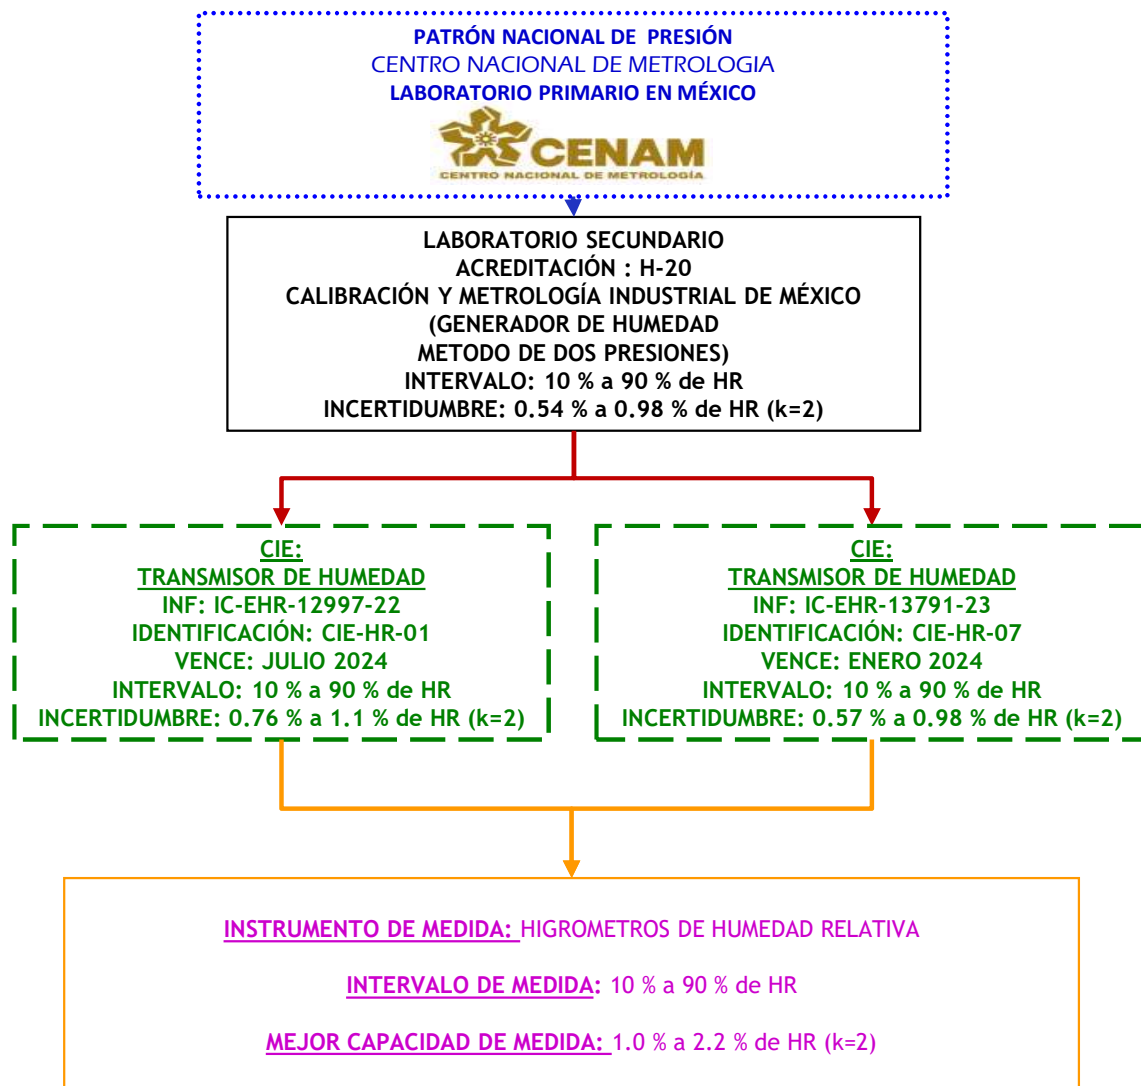 PATRÓN NACIONAL DE PRESIÓN
CENTRO NACIONAL DE METROLOGIA
LABORATORIO PRIMARIO EN MÉXICO
CENAM
CENTRO NACIONAL DE METROLOGÍA
LABORATORIO SECUNDARIO
ACREDITACIÓN : H-20
CALIBRACIÓN Y METROLOGÍA INDUSTRIAL DE MÉXICO
(GENERADOR DE HUMEDAD
METODO DE DOS PRESIONES)
INTERVALO: 10 % a 90 % de HR
INCERTIDUMBRE: 0.54 % a 0.98 % de HR (k=2)
CIE:
TRANSMISOR DE HUMEDAD
INF: IC-EHR-12997-22
IDENTIFICACIÓN: CIE-HR-01
VENCE: JULIO 2024
INTERVALO: 10 % a 90 % de HR
INCERTIDUMBRE: 0.76 % a 1.1 % de HR (k=2)
CIE:
TRANSMISOR DE HUMEDAD
INF: IC-EHR-13791-23
IDENTIFICACIÓN: CIE-HR-07
VENCE: ENERO 2024
INTERVALO: 10 % a 90 % de HR
INCERTIDUMBRE: 0.57 % a 0.98 % de HR (k=2)
INSTRUMENTO DE MEDIDA: HIGROMETROS DE HUMEDAD RELATIVA
INTERVALO DE MEDIDA: 10 % a 90 % de HR
MEJOR CAPACIDAD DE MEDIDA: 1.0 % a 2.2 % de HR (k=2)